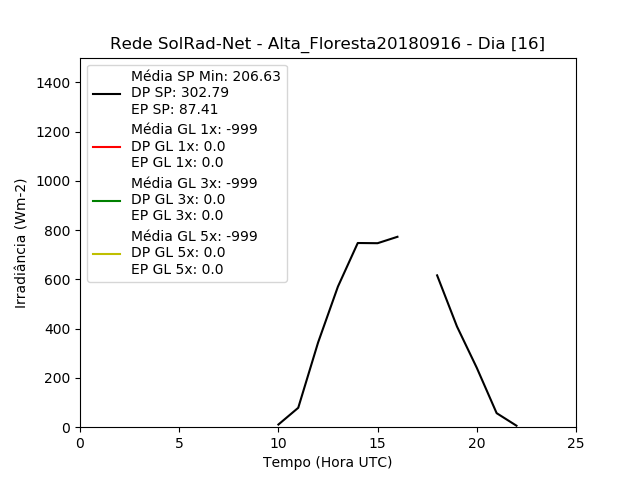 Rede SolRad-Net - Alta_Floresta20180916 - Dia [16]
Média SP Min: 206.63
DP SP: 302.79
EP SP: 87.41
Média GL 1x: -999
DP GL 1x: 0.0
EP GL 1x: 0.0
Média GL 3x: -999
DP GL 3x: 0.0
EP GL 3x: 0.0
Média GL 5x: -999
DP GL 5x: 0.0
EP GL 5x: 0.0
Irradiância (Wm-2)
1400
1200
1000
800
600
400
200
0
0 5 10 15 20 25
Tempo (Hora UTC)